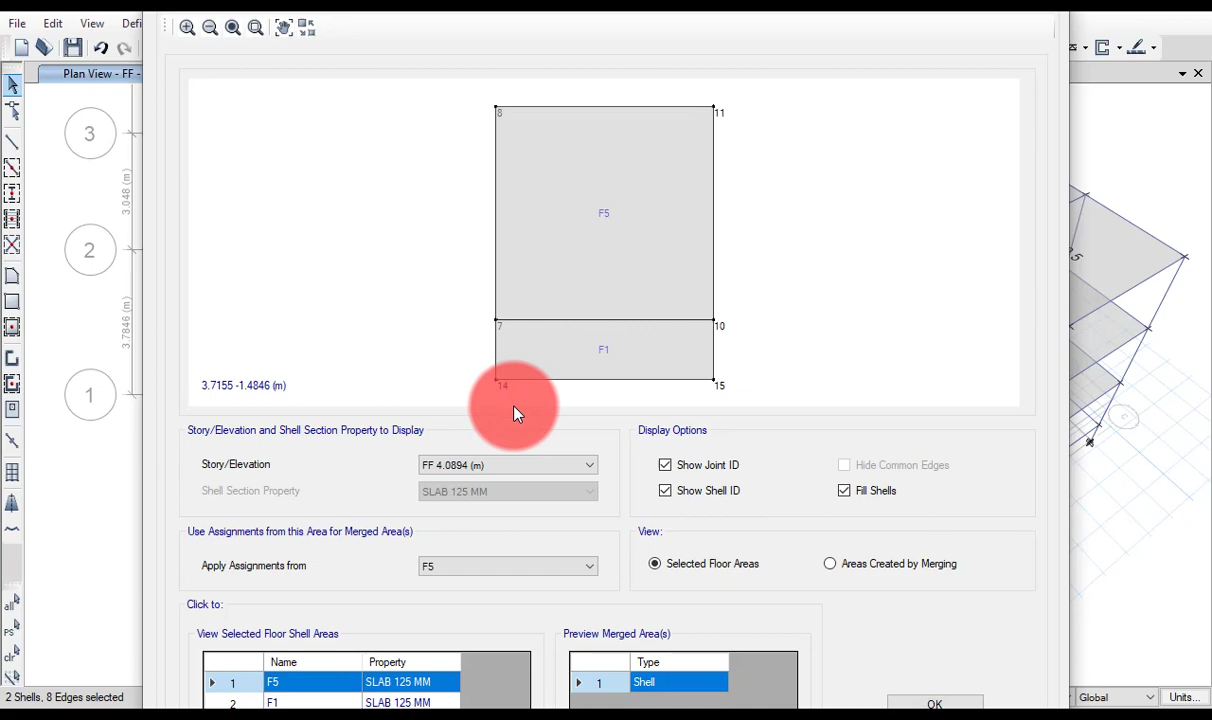 File Edit View Defi
Plan View - FF -
3
3.048 (m)
2
3.7846 (m)
1
8
11
F5
7
10
F1
14
15
3.7155 -1.4846 (m)
Story/Elevation and Shell Section Property to Display
Story/Elevation
FF 4.0894 (m)
Shell Section Property
SLAB 125 MM
Display Options
Show Joint ID
Hide Common Edges
Show Shell ID
Fill Shells
Use Assignments from this Area for Merged Area(s)
Apply Assignments from
F5
View:
Selected Floor Areas
Areas Created by Merging
Click to:
View Selected Floor Shell Areas
Name Property
1 F5 SLAB 125 MM
2 F1 SLAB 125 MM
Preview Merged Area(s)
Type
1 Shell
OK
all
PS
clr
2 Shells, 8 Edges selected
Global
Units...